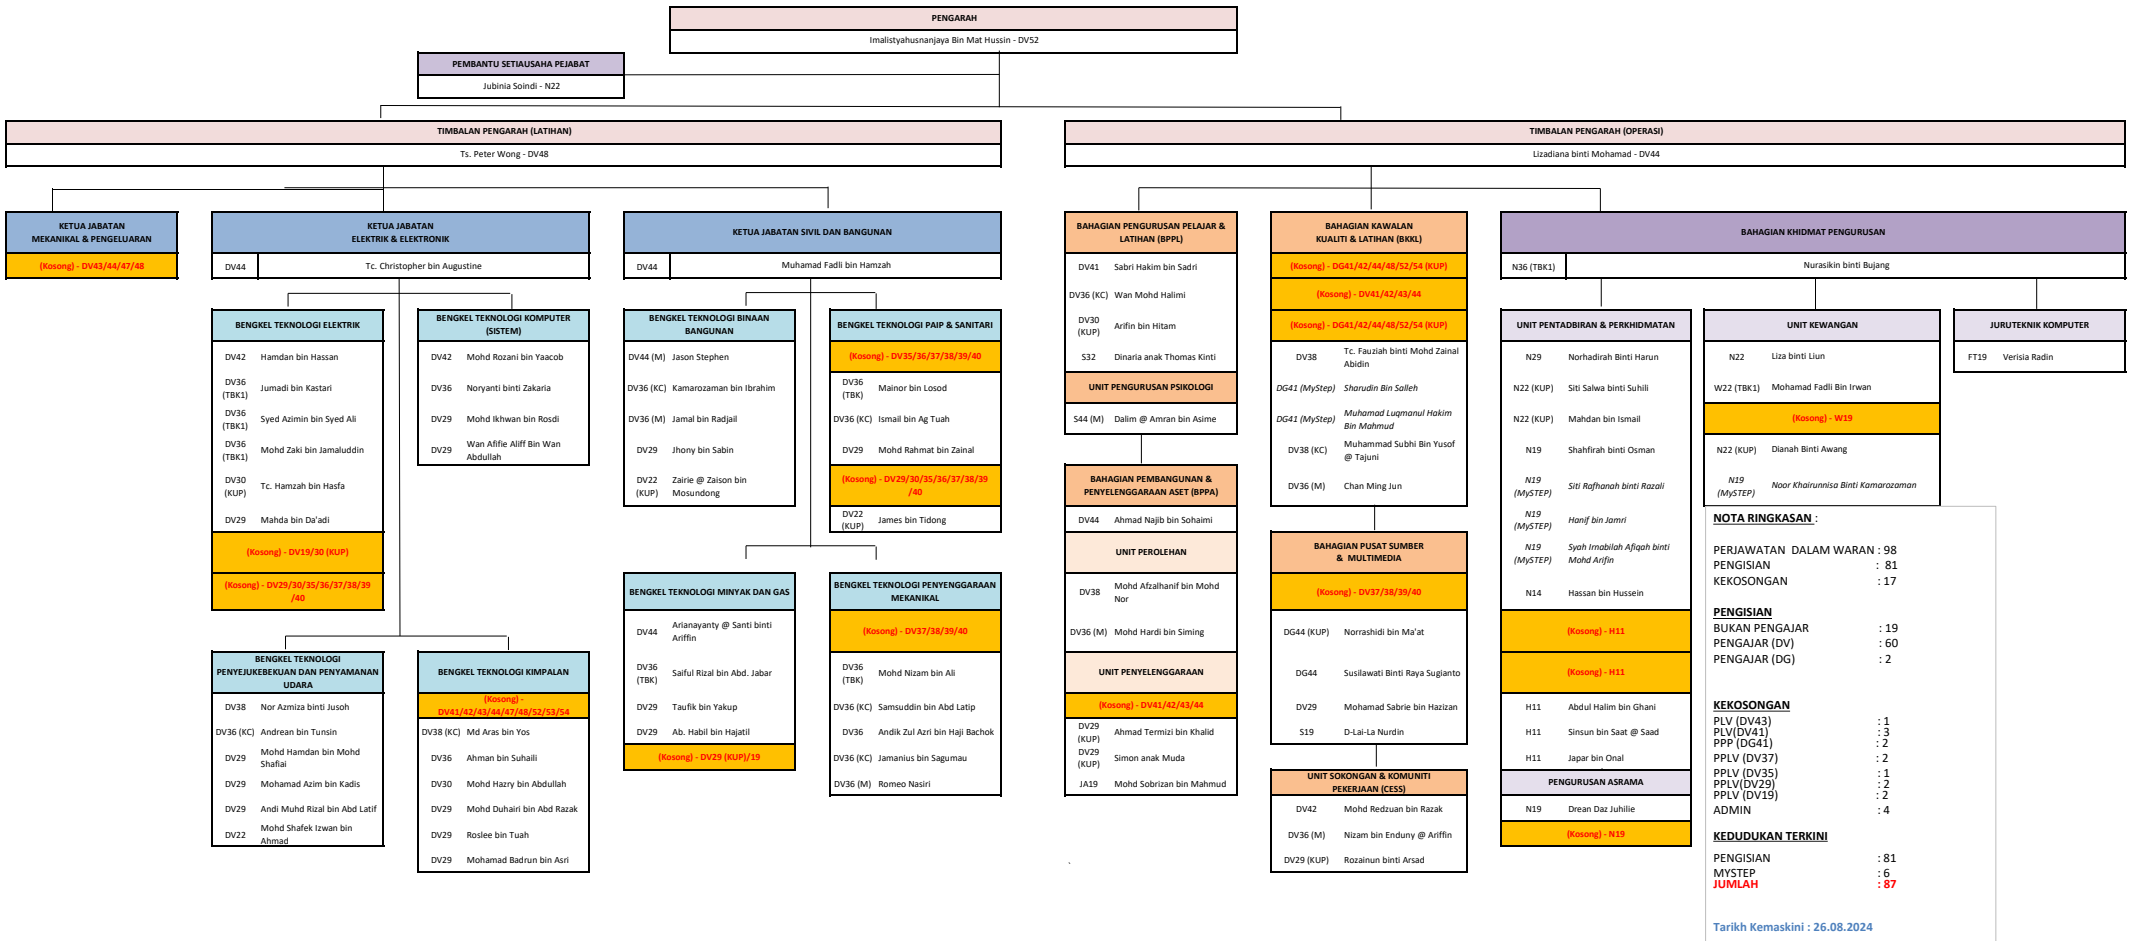 PENGARAH
Imalistyahusnanjaya Bin Mat Hussin - DV52
PEMBANTU SETIAUSAHA PEJABAT
Jubinia Soindi - N22
TIMBALAN PENGARAH (LATIHAN)
Ts. Peter Wong - DV48
TIMBALAN PENGARAH (OPERASI)
Lizadiana binti Mohamad - DV44
KETUA JABATAN
MEKANIKAL & PENGELUARAN
(Kosong) - DV43/44/47/48
KETUA JABATAN
ELEKTRIK & ELEKTRONIK
DV44 Tc. Christopher bin Augustine
BENGKEL TEKNOLOGI ELEKTRIK
DV42 Hamdan bin Hassan
DV36
(TBK1) Jumadi bin Kastari
DV36
(TBK1) Syed Azimin bin Syed Ali
DV36
(TBK1) Mohd Zaki bin Jamaluddin
DV30
(KUP) Tc. Hamzah bin Hasfa
DV29 Mahda bin Da'adi
(Kosong) - DV19/30 (KUP)
(Kosong) - DV29/30/35/36/37/38/39
/40
BENGKEL TEKNOLOGI KOMPUTER
(SISTEM)
DV42 Mohd Rozani bin Yaacob
DV36 Noryanti binti Zakaria
DV29 Mohd Ikhwan bin Rosdi
DV29 Wan Afifie Aliff Bin Wan
Abdullah
BENGKEL TEKNOLOGI
PENYEJUKEBEKUAN DAN PENYAMANAN
UDARA
DV38 Nor Azmiza binti Jusoh
DV36 (KC) Andrean bin Tunsin
DV29 Mohd Hamdan bin Mohd
Shafiai
DV29 Mohamad Azim bin Kadis
DV29 Andi Muhd Rizal bin Abd Latif
DV22 Mohd Shafek Izwan bin
Ahmad
BENGKEL TEKNOLOGI KIMPALAN
(Kosong) -
DV41/42/43/44/47/48/52/53/54
DV38 (KC) Md Aras bin Yos
DV36 Ahman bin Suhaili
DV30 Mohd Hazry bin Abdullah
DV29 Mohd Duhairi bin Abd Razak
DV29 Roslee bin Tuah
DV29 Mohamad Badrun bin Asri
KETUA JABATAN SIVIL DAN BANGUNAN
DV44 Muhamad Fadli bin Hamzah
BENGKEL TEKNOLOGI BINAAN
BANGUNAN
DV44 (M) Jason Stephen
DV36 (KC) Kamarozaman bin Ibrahim
DV36 (M) Jamal bin Radjail
DV29 Jhony bin Sabin
DV22
(KUP) Zairie @ Zaison bin
Mosundong
BENGKEL TEKNOLOGI PAIP & SANITARI
(Kosong) - DV35/36/37/38/39/40
DV36
(TBK) Mainor bin Losod
DV36 (KC) Ismail bin Ag Tuah
DV29 Mohd Rahmat bin Zainal
(Kosong) - DV29/30/35/36/37/38/39
/40
DV22
(KUP) James bin Tidong
BENGKEL TEKNOLOGI MINYAK DAN GAS
DV44 Arianayanty @ Santi binti
Ariffin
DV36
(TBK) Saiful Rizal bin Abd. Jabar
DV29 Taufik bin Yakup
DV29 Ab. Habil bin Hajatil
(Kosong) - DV29 (KUP)/19
BENGKEL TEKNOLOGI PENYENGGARAAN
MEKANIKAL
(Kosong) - DV37/38/39/40
DV36
(TBK) Mohd Nizam bin Ali
DV36 (KC) Samsuddin bin Abd Latip
DV36 Andik Zul Azri bin Haji Bachok
DV36 (KC) Jamanius bin Sagumau
DV36 (M) Romeo Nasiri
BAHAGIAN PENGURUSAN PELAJAR &
LATIHAN (BPPL)
DV41 Sabri Hakim bin Sadri
DV36 (KC) Wan Mohd Halimi
DV30
(KUP) Arifin bin Hitam
S32 Dinaria anak Thomas Kinti
UNIT PENGURUSAN PSIKOLOGI
S44 (M) Dalim @ Amran bin Asime
BAHAGIAN PEMBANGUNAN &
PENYELENGGARAAN ASET (BPPA)
DV44 Ahmad Najib bin Sohaimi
UNIT PEROLEHAN
DV38 Mohd Afzalhanif bin Mohd
Nor
DV36 (M) Mohd Hardi bin Siming
UNIT PENYELENGGARAAN
(Kosong) - DV41/42/43/44
DV29
(KUP) Ahmad Termizi bin Khalid
DV29
(KUP) Simon anak Muda
JA19 Mohd Sobrizan bin Mahmud
BAHAGIAN KAWALAN
KUALITI & LATIHAN (BKKL)
(Kosong) - DG41/42/44/48/52/54 (KUP)
(Kosong) - DV41/42/43/44
(Kosong) - DG41/42/44/48/52/54 (KUP)
DV38 Tc. Fauziah binti Mohd Zainal
Abidin
DG41 (MyStep) Sharudin Bin Salleh
DG41 (MyStep) Muhamad Luqmanul Hakim
Bin Mahmud
DV38 (KC) Muhammad Subhi Bin Yusof
@ Tajuni
DV36 (M) Chan Ming Jun
BAHAGIAN PUSAT SUMBER
& MULTIMEDIA
(Kosong) - DV37/38/39/40
DG44 (KUP) Norrashidi bin Ma'at
DG44 Susilawati Binti Raya Sugianto
DV29 Mohamad Sabrie bin Hazizan
S19 D-Lai-La Nurdin
UNIT SOKONGAN & KOMUNITI
PEKERJAAN (CESS)
DV42 Mohd Redzuan bin Razak
DV36 (M) Nizam bin Enduny @ Ariffin
DV29 (KUP) Rozainun binti Arsad
BAHAGIAN KHIDMAT PENGURUSAN
N36 (TBK1) Nurasikin binti Bujang
UNIT PENTADBIRAN & PERKHIDMATAN
N29 Norhadirah Binti Harun
N22 (KUP) Siti Salwa binti Suhili
N22 (KUP) Mahdan bin Ismail
N19 Shahfirah binti Osman
N19
(MySTEP) Siti Rafhanah binti Razali
N19
(MySTEP) Hanif bin Jamri
N19
(MySTEP) Syah Irnabilah Afiqah binti
Mohd Arifin
N14 Hassan bin Hussein
(Kosong) - H11
(Kosong) - H11
H11 Abdul Halim bin Ghani
H11 Sinsun bin Saat @ Saad
H11 Japar bin Onal
PENGURUSAN ASRAMA
N19 Drean Daz Juhilie
(Kosong) - N19
UNIT KEWANGAN
N22 Liza binti Liun
W22 (TBK1) Mohamad Fadli Bin Irwan
(Kosong) - W19
N22 (KUP) Dianah Binti Awang
N19
(MySTEP) Noor Khairunnisa Binti Kamarozaman
JURUTEKNIK KOMPUTER
FT19 Verisia Radin
NOTA RINGKASAN :
PERJAWATAN DALAM WARAN : 98
PENGISIAN : 81
KEKOSONGAN : 17
PENGISIAN
BUKAN PENGAJAR : 19
PENGAJAR (DV) : 60
PENGAJAR (DG) : 2
KEKOSONGAN
PLV (DV43) : 1
PLV(DV41) : 3
PPP (DG41) : 2
PPLV (DV37) : 2
PPLV (DV35) : 1
PPLV(DV29) : 2
PPLV (DV19) : 2
ADMIN : 4
KEDUDUKAN TERKINI
PENGISIAN : 81
MYSTEP : 6
JUMLAH : 87
Tarikh Kemaskini : 26.08.2024